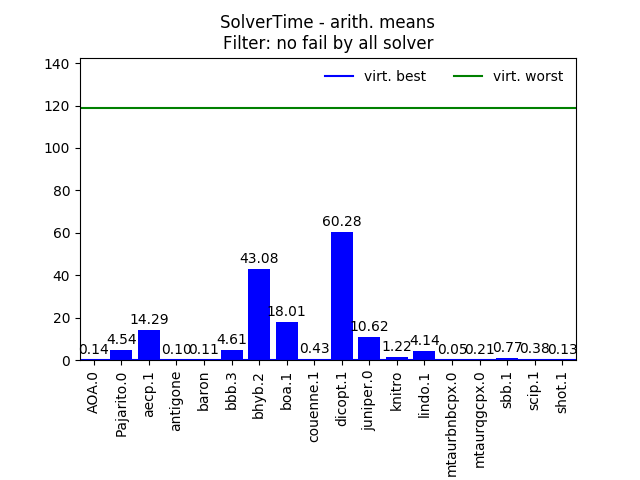 SolverTime - arith. means
Filter: no fail by all solver
virt. best
virt. worst
140
120
100
80
60
40
20
0
0.14
4.54
14.29
0.10
0.11
4.61
43.08
18.01
0.43
60.28
10.62
1.22
4.14
0.05
0.21
0.77
0.38
0.13
AOA.0
Pajarito.0
aecp.1
antigone
baron
bbb.3
bhyb.2
boa.1
couenne.1
dicopt.1
juniper.0
knitro
lindo.1
mtaurbnbcpx.0
mtaurqgcpx.0
sbb.1
scip.1
shot.1